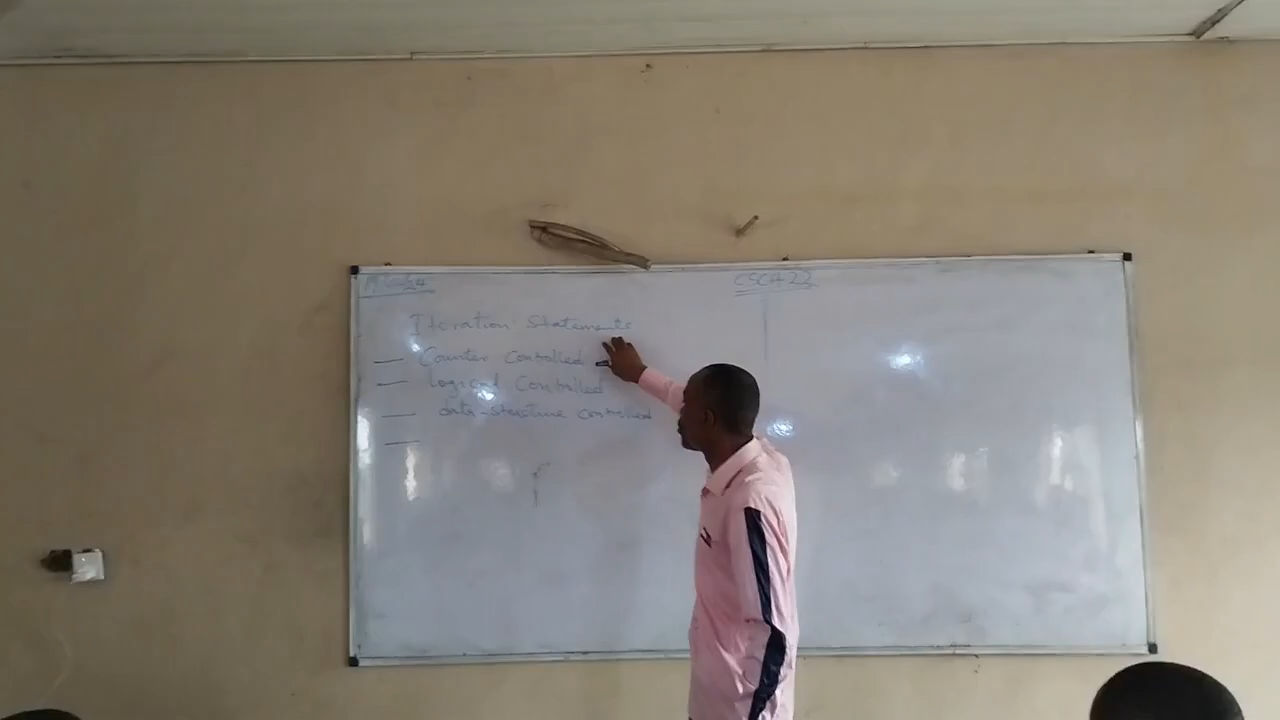 CSC422
Iteration Statements
— Counter Controlled
— Logical Controlled
— data-structure controlled
—